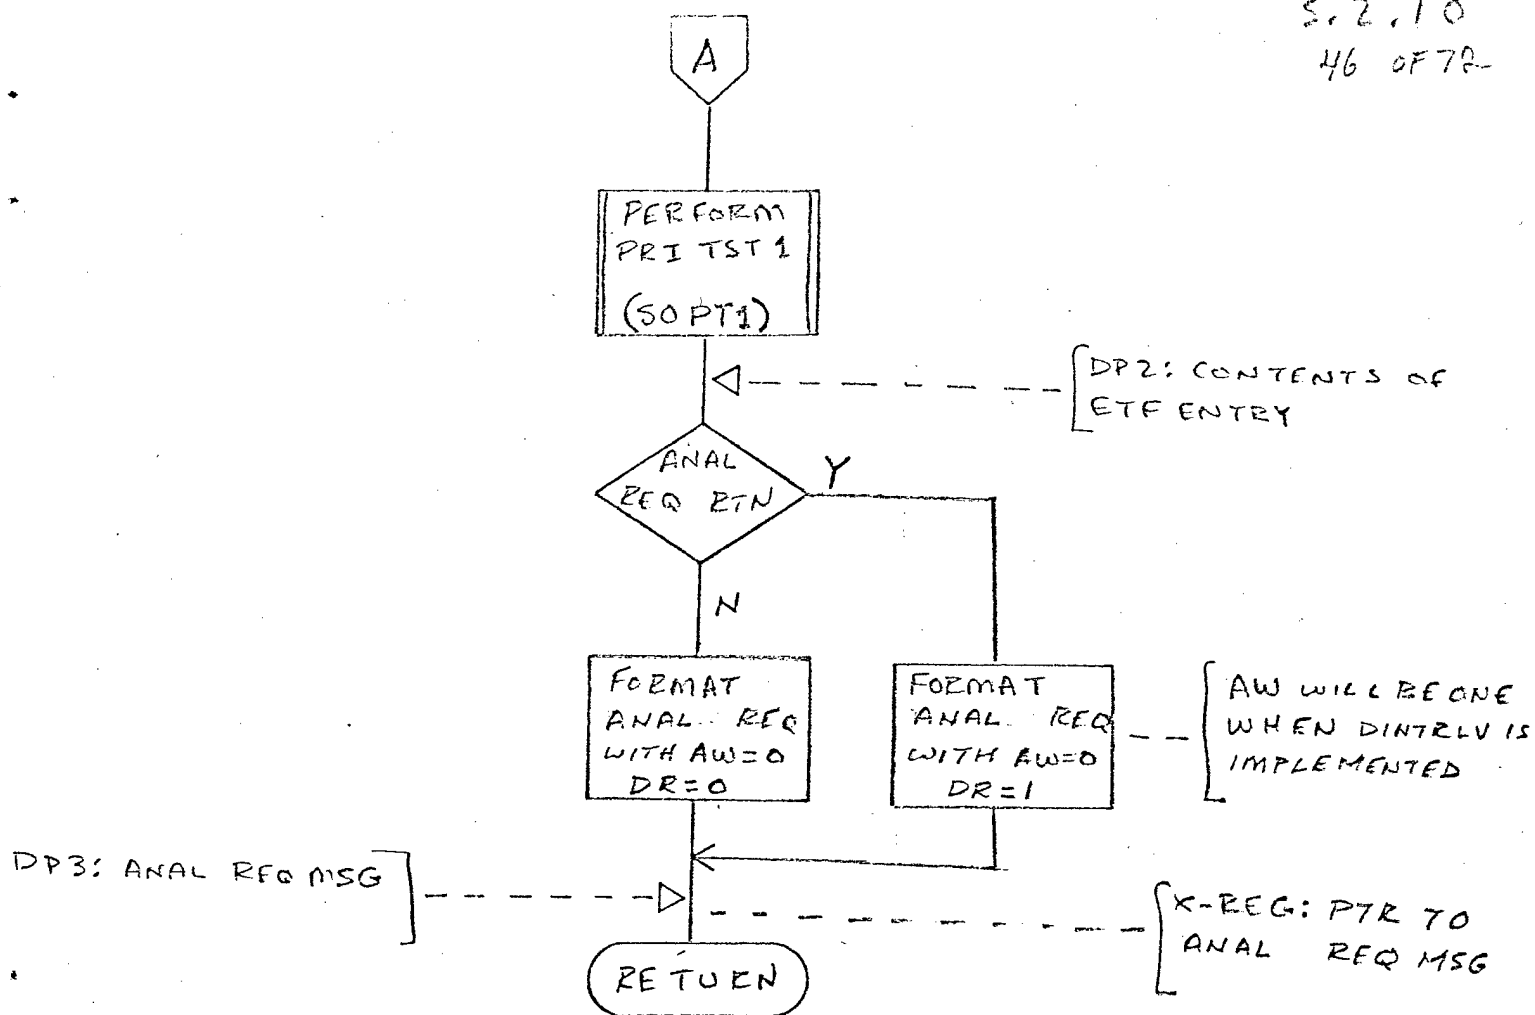 5.2.10
46 OF 72
A
PERFORM
PRI TST 1
(SOPT1)
DP2: CONTENTS OF
ETF ENTRY
ANAL
REQ RTN
Y
N
FORMAT
ANAL REQ
WITH AW=0
DR=0
FORMAT
ANAL REQ
WITH AW=0
DR=1
AW WILL BE ONE
WHEN DINTRLV IS
IMPLEMENTED
DP3: ANAL REQ MSG
X-REG: PTR TO
ANAL REQ MSG
RETURN